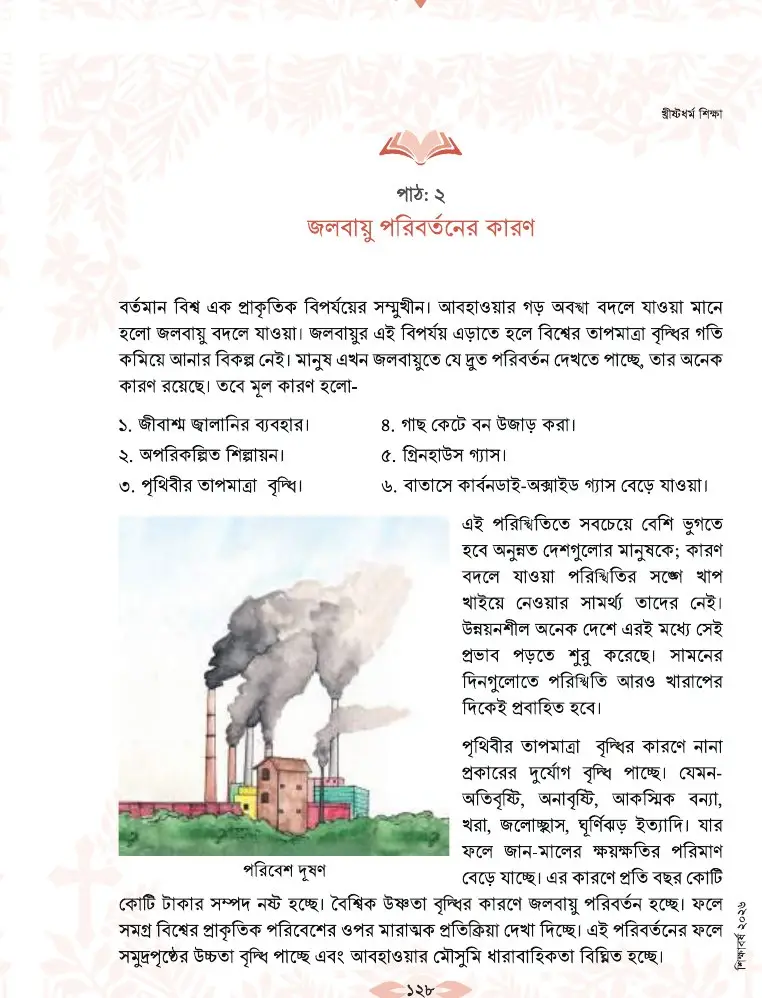 খ্রীষ্টধর্ম শিক্ষা
পাঠ: ২
জলবায়ু পরিবর্তনের কারণ
বর্তমান বিশ্ব এক প্রাকৃতিক বিপর্যয়ের সম্মুখীন। আবহাওয়ার গড় অবস্থা বদলে যাওয়া মানে
হলো জলবায়ু বদলে যাওয়া। জলবায়ুর এই বিপর্যয় এড়াতে হলে বিশ্বের তাপমাত্রা বৃদ্ধির গতি
কমিয়ে আনার বিকল্প নেই। মানুষ এখন জলবায়ুতে যে দ্রুত পরিবর্তন দেখতে পাচ্ছে, তার অনেক
কারণ রয়েছে। তবে মূল কারণ হলো-
১. জীবাশ্ম জ্বালানির ব্যবহার।
২. অপরিকল্পিত শিল্পায়ন।
৩. পৃথিবীর তাপমাত্রা বৃদ্ধি।
৪. গাছ কেটে বন উজাড় করা।
৫. গ্রিনহাউস গ্যাস।
৬. বাতাসে কার্বনডাই-অক্সাইড গ্যাস বেড়ে যাওয়া।
এই পরিস্থিতিতে সবচেয়ে বেশি ভুগতে
হবে অনুন্নত দেশগুলোর মানুষকে; কারণ
বদলে যাওয়া পরিস্থিতির সঙ্গে খাপ
খাইয়ে নেওয়ার সামর্থ্য তাদের নেই।
উন্নয়নশীল অনেক দেশে এরই মধ্যে সেই
প্রভাব পড়তে শুরু করেছে। সামনের
দিনগুলোতে পরিস্থিতি আরও খারাপের
দিকেই প্রবাহিত হবে।
পৃথিবীর তাপমাত্রা বৃদ্ধির কারণে নানা
প্রকারের দুর্যোগ বৃদ্ধি পাচ্ছে। যেমন-
অতিবৃষ্টি, অনাবৃষ্টি, আকস্মিক বন্যা,
খরা, জলোচ্ছাস, ঘূর্ণিঝড় ইত্যাদি। যার
ফলে জান-মালের ক্ষয়ক্ষতির পরিমাণ
বেড়ে যাচ্ছে। এর কারণে প্রতি বছর কোটি
পরিবেশ দূষণ
কোটি টাকার সম্পদ নষ্ট হচ্ছে। বৈশ্বিক উষ্ণতা বৃদ্ধির কারণে জলবায়ু পরিবর্তন হচ্ছে। ফলে
সমগ্র বিশ্বের প্রাকৃতিক পরিবেশের ওপর মারাত্মক প্রতিক্রিয়া দেখা দিচ্ছে। এই পরিবর্তনের ফলে
সমুদ্রপৃষ্ঠের উচ্চতা বৃদ্ধি পাচ্ছে এবং আবহাওয়ার মৌসুমি ধারাবাহিকতা বিঘ্নিত হচ্ছে।
শিক্ষাবর্ষ ২০২৬
১২৮